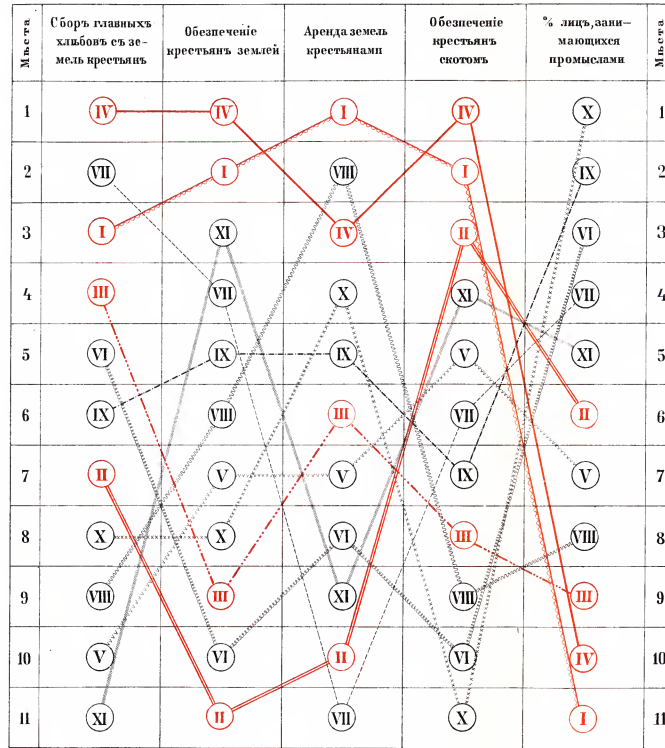 Мѣста
Сборъ главныхъ
хлѣбовъ съ зе-
мель крестьянъ
Обезпеченіе
крестьянъ землей
Аренда земель
крестьянами
Обезпеченіе
крестьянъ
скотомъ
% лицъ, зани-
мающихся
промыслами
Мѣста
1 IV IV I IV X 1
2 VII I VIII I IX 2
3 I XI IV II VI 3
4 III VII X XI VII 4
5 VI IX IX V XI 5
6 IX VIII III VII II 6
7 II V V IX V 7
8 X X VI III VIII 8
9 VIII III XI VIII III 9
10 V VI II VI IV 10
11 XI II VII X I 11